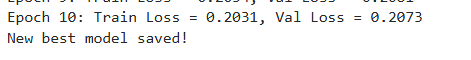 Epoch 10: Train Loss = 0.2031, Val Loss = 0.2073
New best model saved!